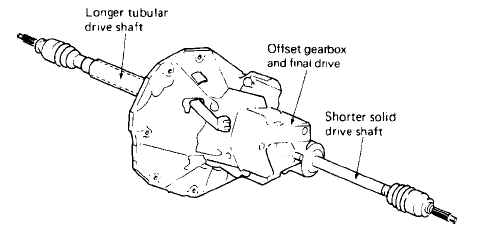 Longer tubular
drive shaft
Offset gearbox
and final drive
Shorter solid
drive shaft